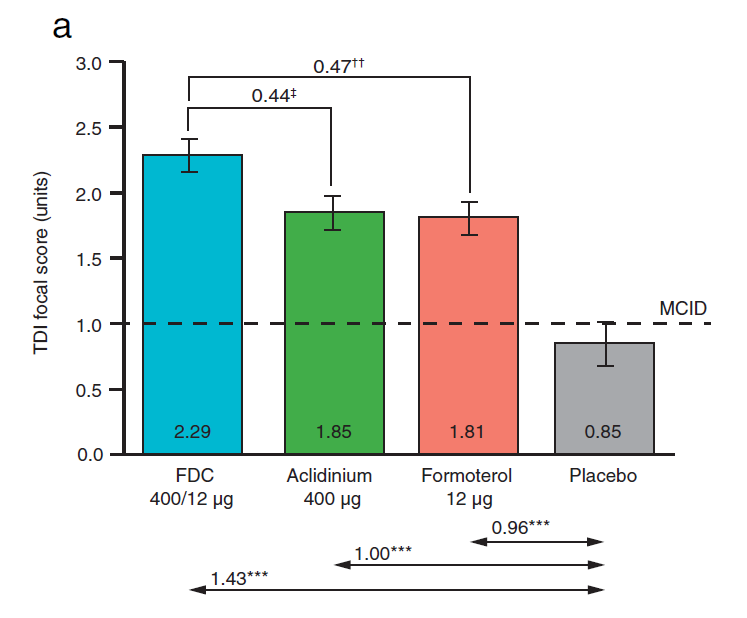 a
3.0
2.5
2.0
1.5
1.0
0.5
0.0
TDI focal score (units)
0.47††
0.44‡
MCID
2.29
1.85
1.81
0.85
FDC
400/12 µg
Aclidinium
400 µg
Formoterol
12 µg
Placebo
0.96***
1.00***
1.43***